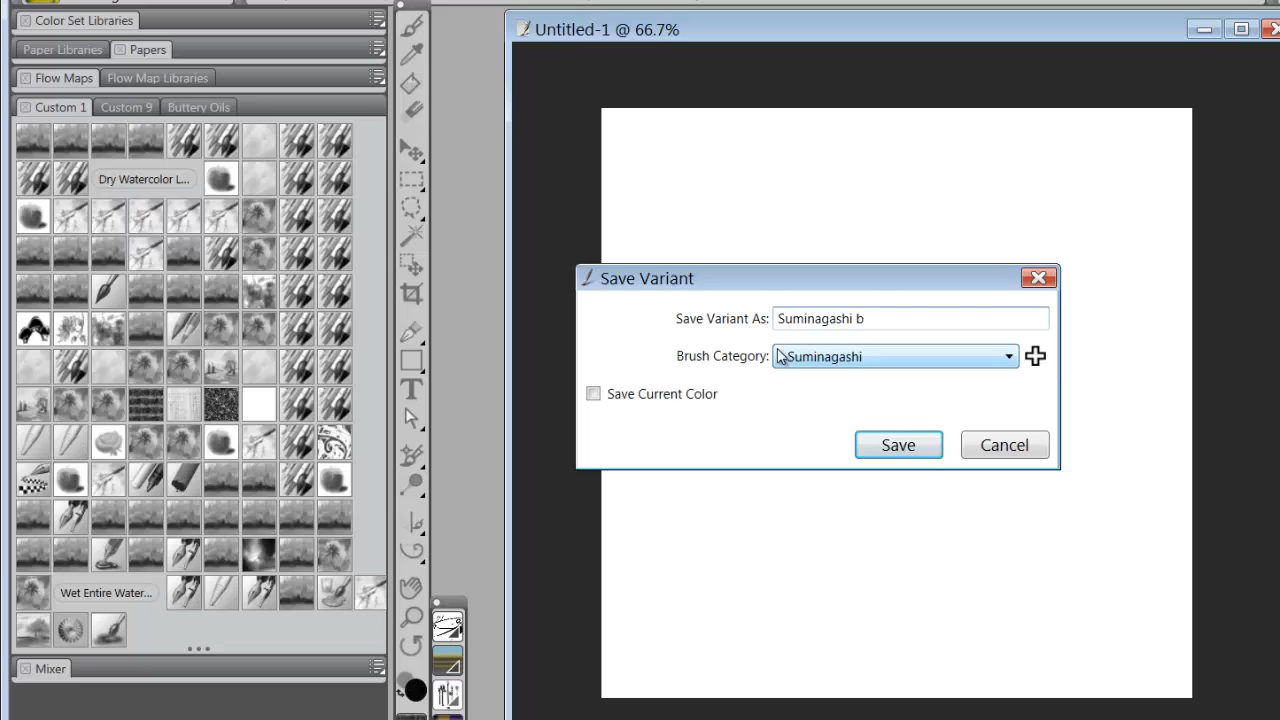 Color Set Libraries
Paper Libraries Papers
Flow Maps Flow Map Libraries
Custom 1 Custom 9 Buttery Oils
Dry Watercolor L...
Wet Entire Water...
Mixer
Untitled-1 @ 66.7%
Save Variant
Save Variant As: Suminagashi b
Brush Category: Suminagashi
Save Current Color
Save Cancel